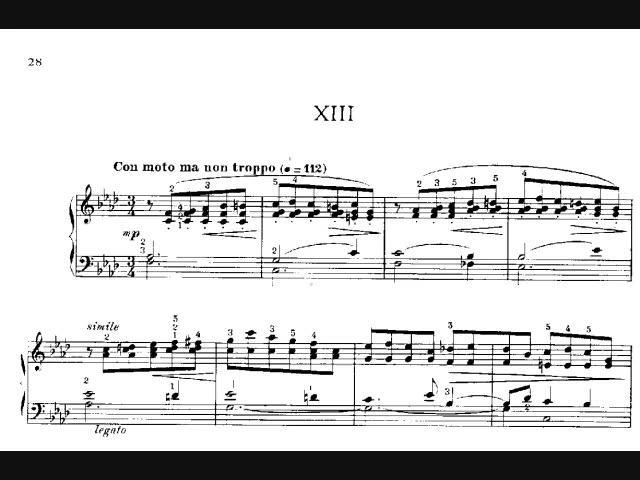 28
XIII
Con moto ma non troppo (♩ = 112)
mp
simile
legato